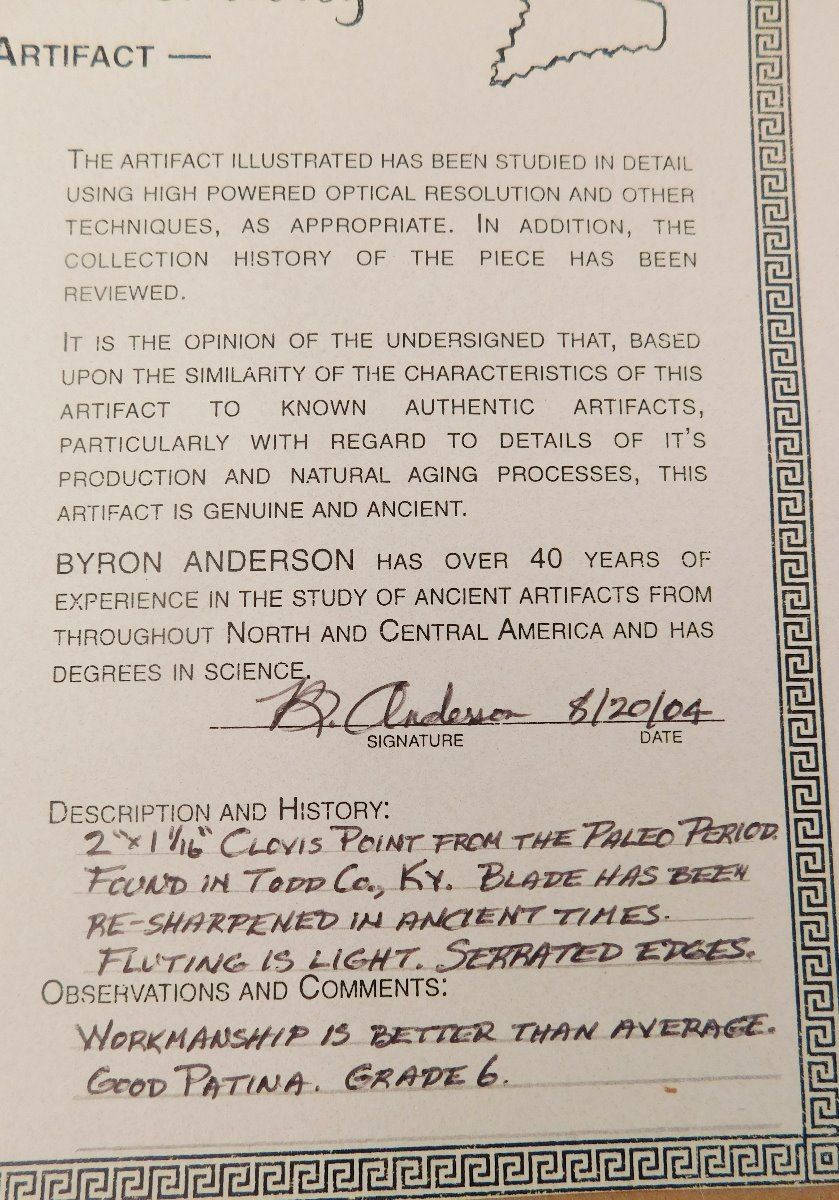 ARTIFACT —
THE ARTIFACT ILLUSTRATED HAS BEEN STUDIED IN DETAIL
USING HIGH POWERED OPTICAL RESOLUTION AND OTHER
TECHNIQUES, AS APPROPRIATE. IN ADDITION, THE
COLLECTION HISTORY OF THE PIECE HAS BEEN
REVIEWED.
IT IS THE OPINION OF THE UNDERSIGNED THAT, BASED
UPON THE SIMILARITY OF THE CHARACTERISTICS OF THIS
ARTIFACT TO KNOWN AUTHENTIC ARTIFACTS,
PARTICULARLY WITH REGARD TO DETAILS OF IT'S
PRODUCTION AND NATURAL AGING PROCESSES, THIS
ARTIFACT IS GENUINE AND ANCIENT.
BYRON ANDERSON HAS OVER 40 YEARS OF
EXPERIENCE IN THE STUDY OF ANCIENT ARTIFACTS FROM
THROUGHOUT NORTH AND CENTRAL AMERICA AND HAS
DEGREES IN SCIENCE.
B. Anderson 8/20/04
SIGNATURE DATE
DESCRIPTION AND HISTORY:
2" x 1 1/16" CLOVIS POINT FROM THE PALEO PERIOD.
FOUND IN TODD CO., KY. BLADE HAS BEEN
RE-SHARPENED IN ANCIENT TIMES.
FLUTING IS LIGHT. SERRATED EDGES.
OBSERVATIONS AND COMMENTS:
WORKMANSHIP IS BETTER THAN AVERAGE.
GOOD PATINA. GRADE 6.